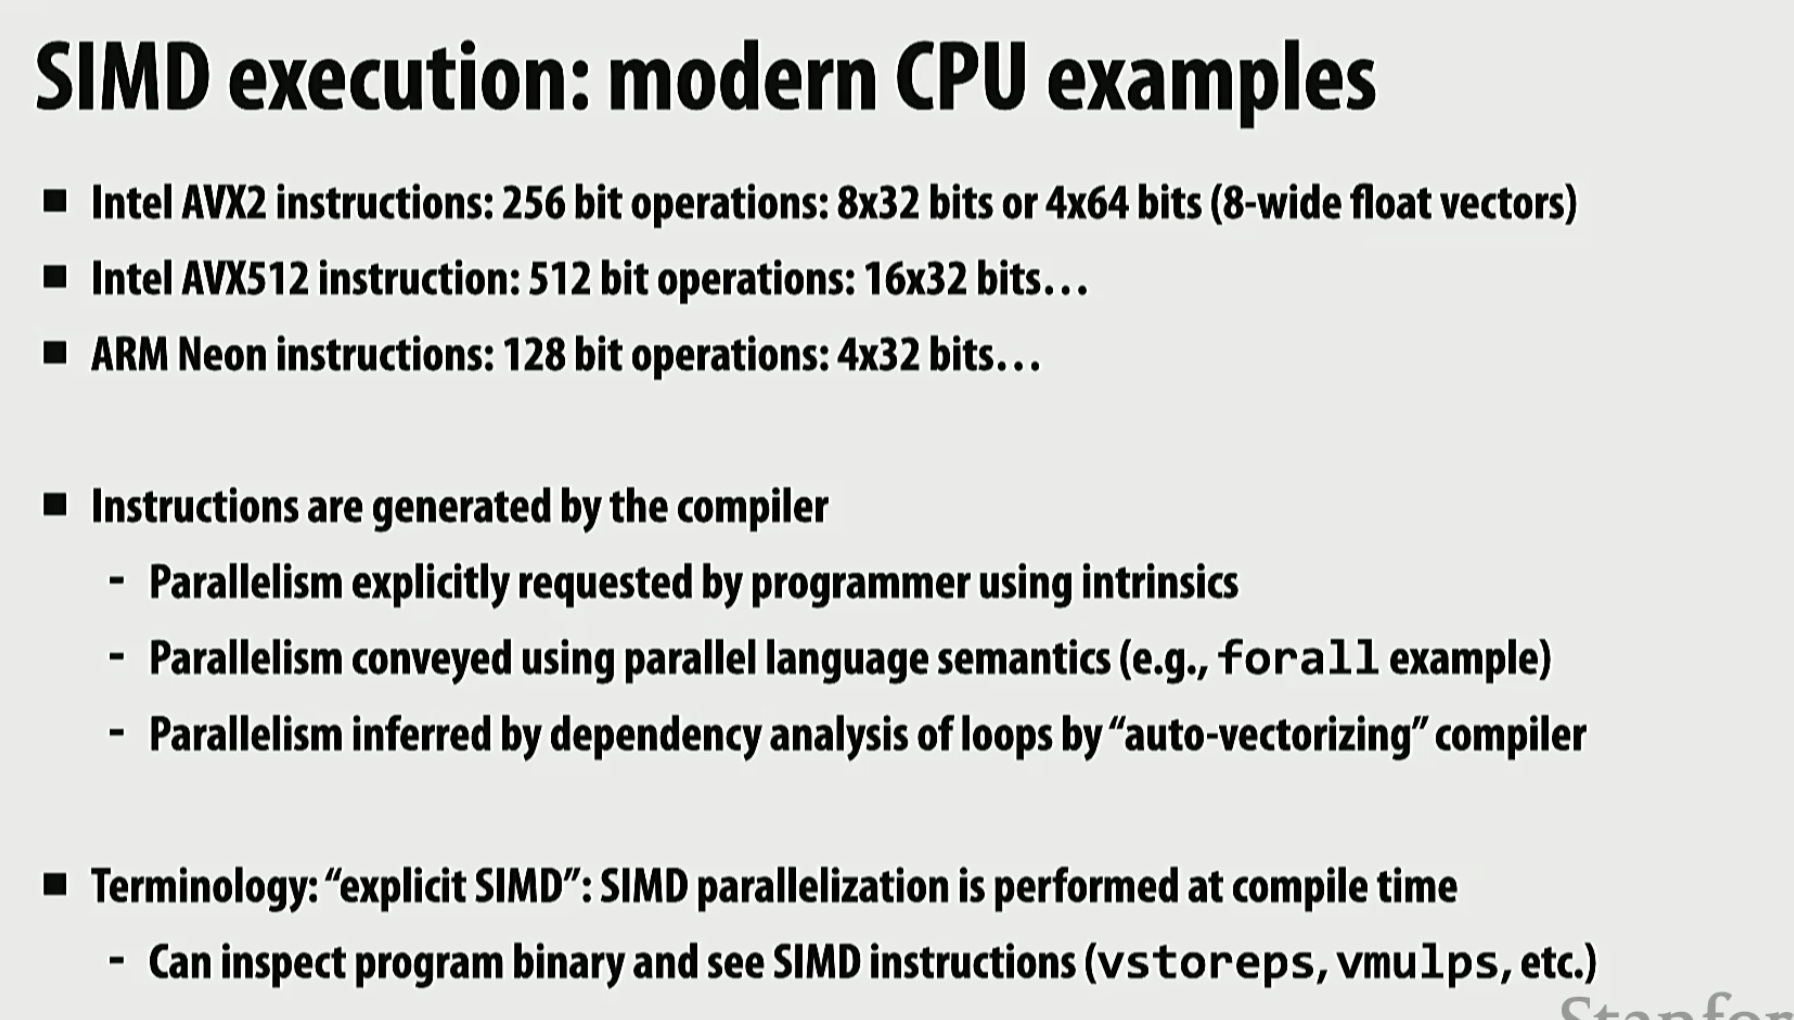 SIMD execution: modern CPU examples
■ Intel AVX2 instructions: 256 bit operations: 8x32 bits or 4x64 bits (8-wide float vectors)
■ Intel AVX512 instruction: 512 bit operations: 16x32 bits…
■ ARM Neon instructions: 128 bit operations: 4x32 bits…
■ Instructions are generated by the compiler
- Parallelism explicitly requested by programmer using intrinsics
- Parallelism conveyed using parallel language semantics (e.g., forall example)
- Parallelism inferred by dependency analysis of loops by “auto-vectorizing” compiler
■ Terminology: “explicit SIMD”: SIMD parallelization is performed at compile time
- Can inspect program binary and see SIMD instructions (vstoreps, vmulps, etc.)